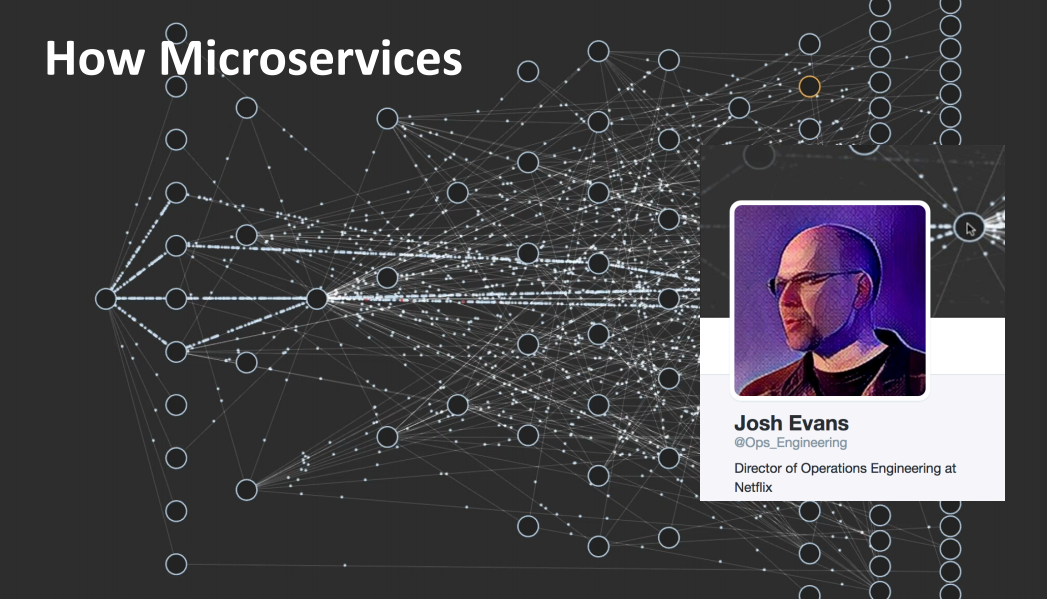 How Microservices
Josh Evans
@Ops_Engineering
Director of Operations Engineering at
Netflix